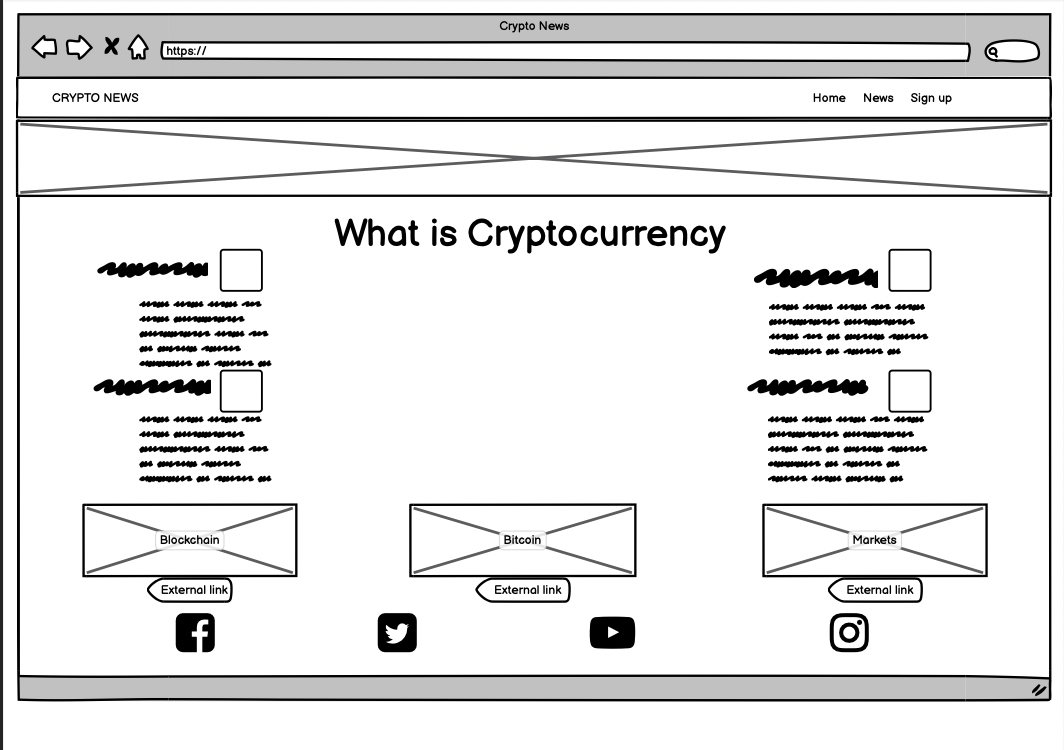 Crypto News
https://
CRYPTO NEWS
Home News Sign up
What is Cryptocurrency
Blockchain Bitcoin Markets
External link External link External link